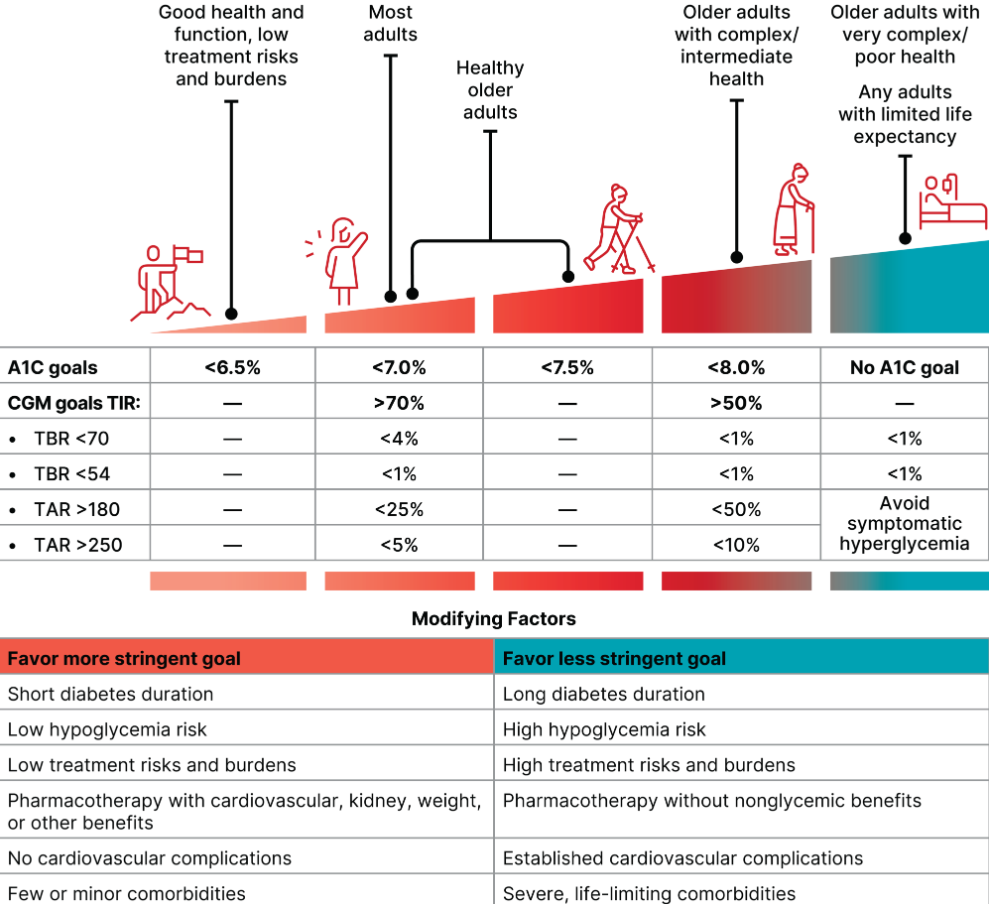 Good health and
function, low
treatment risks
and burdens
Most
adults
Healthy
older
adults
Older adults
with complex/
intermediate
health
Older adults with
very complex/
poor health
Any adults
with limited life
expectancy
A1C goals <6.5% <7.0% <7.5% <8.0% No A1C goal
CGM goals TIR: — >70% — >50% —
• TBR <70 — <4% — <1% <1%
• TBR <54 — <1% — <1% <1%
• TAR >180 — <25% — <50%
• TAR >250 — <5% — <10%
Avoid
symptomatic
hyperglycemia
Modifying Factors
Favor more stringent goal Favor less stringent goal
Short diabetes duration Long diabetes duration
Low hypoglycemia risk High hypoglycemia risk
Low treatment risks and burdens High treatment risks and burdens
Pharmacotherapy with cardiovascular, kidney, weight,
or other benefits
Pharmacotherapy without nonglycemic benefits
No cardiovascular complications Established cardiovascular complications
Few or minor comorbidities Severe, life-limiting comorbidities